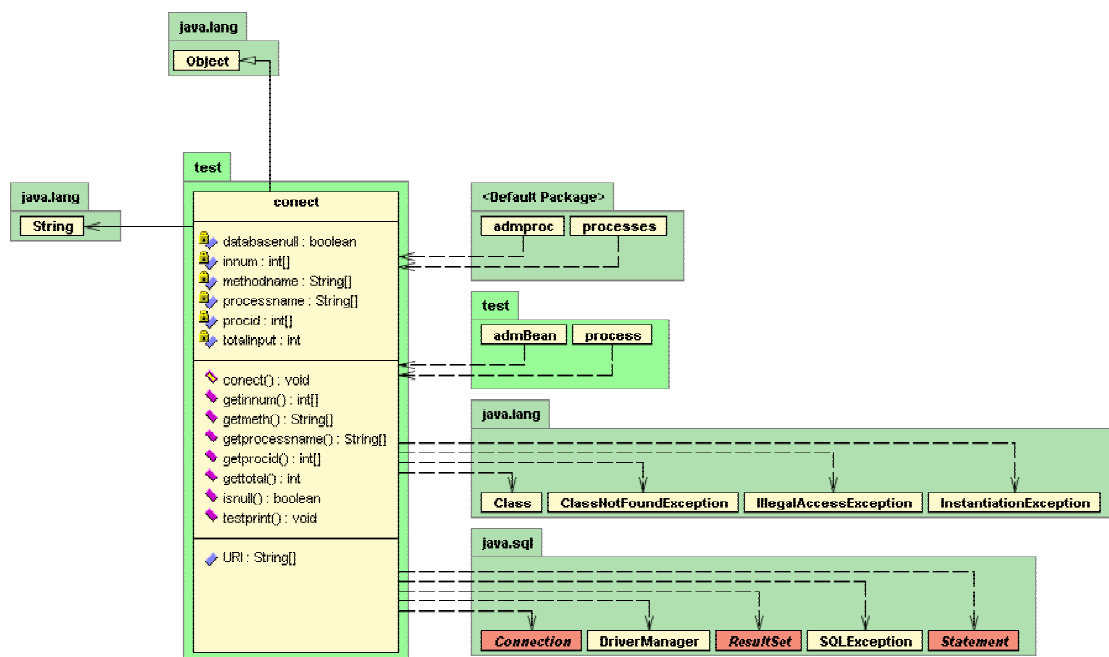 java.lang
Object
test
conect
java.lang
String
databasenull : boolean
innum : int[]
methodname : String[]
processname : String[]
procid : int[]
totalinput : int
conect() : void
getinnum() : int[]
getmeth() : String[]
getprocessname() : String[]
getprocid() : int[]
gettotal() : int
isnull() : boolean
testprint() : void
URI : String[]
<Default Package>
admproc
processes
test
admBean
process
java.lang
Class
ClassNotFoundException
IllegalAccessException
InstantiationException
java.sql
Connection
DriverManager
ResultSet
SQLException
Statement